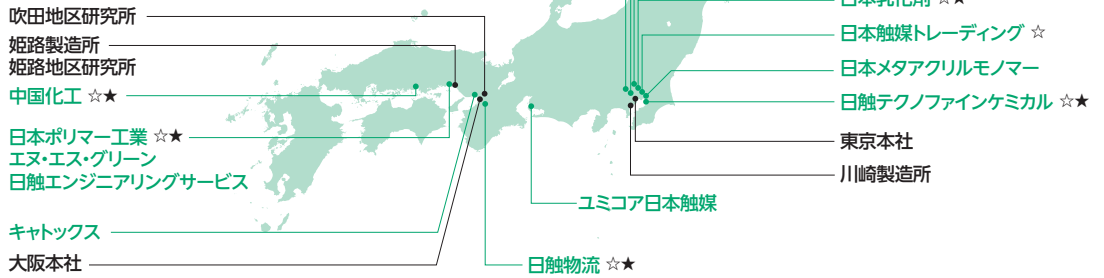 吹田地区研究所
姫路製造所
姫路地区研究所
中国化工 ☆★
日本ポリマー工業 ☆★
エヌ・エス・グリーン
日触エンジニアリングサービス
キャトックス
大阪本社
日本乳化剤 ☆★
日本触媒トレーディング ☆
日本メタアクリルモノマー
日触テクノファインケミカル ☆★
東京本社
川崎製造所
ユミコア日本触媒
日触物流 ☆★